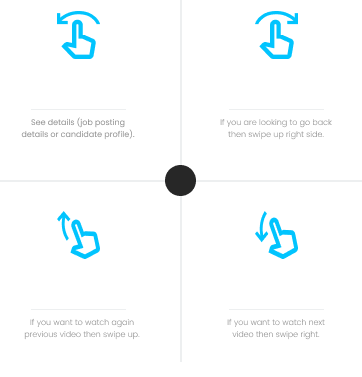 See details (job posting
details or candidate profile).
If you are looking to go back
then swipe up right side.
If you want to watch again
previous video then swipe up.
If you want to watch next
video then swipe right.